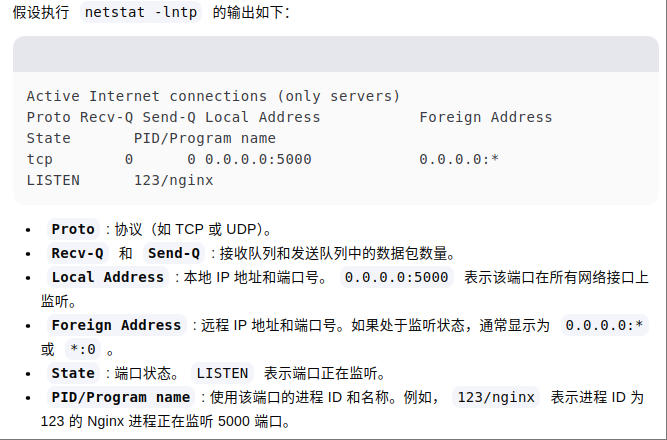 假设执行 netstat -lntp 的输出如下：
Active Internet connections (only servers)
Proto Recv-Q Send-Q Local Address           Foreign Address
State       PID/Program name
tcp        0      0 0.0.0.0:5000            0.0.0.0:*
LISTEN      123/nginx
• Proto : 协议（如 TCP 或 UDP）。
• Recv-Q 和 Send-Q : 接收队列和发送队列中的数据包数量。
• Local Address : 本地 IP 地址和端口号。 0.0.0.0:5000 表示该端口在所有网络接口上
监听。
• Foreign Address : 远程 IP 地址和端口号。如果处于监听状态，通常显示为 0.0.0.0:*
或 *:0 。
• State : 端口状态。 LISTEN 表示端口正在监听。
• PID/Program name : 使用该端口的进程 ID 和名称。例如， 123/nginx 表示进程 ID 为
123 的 Nginx 进程正在监听 5000 端口。